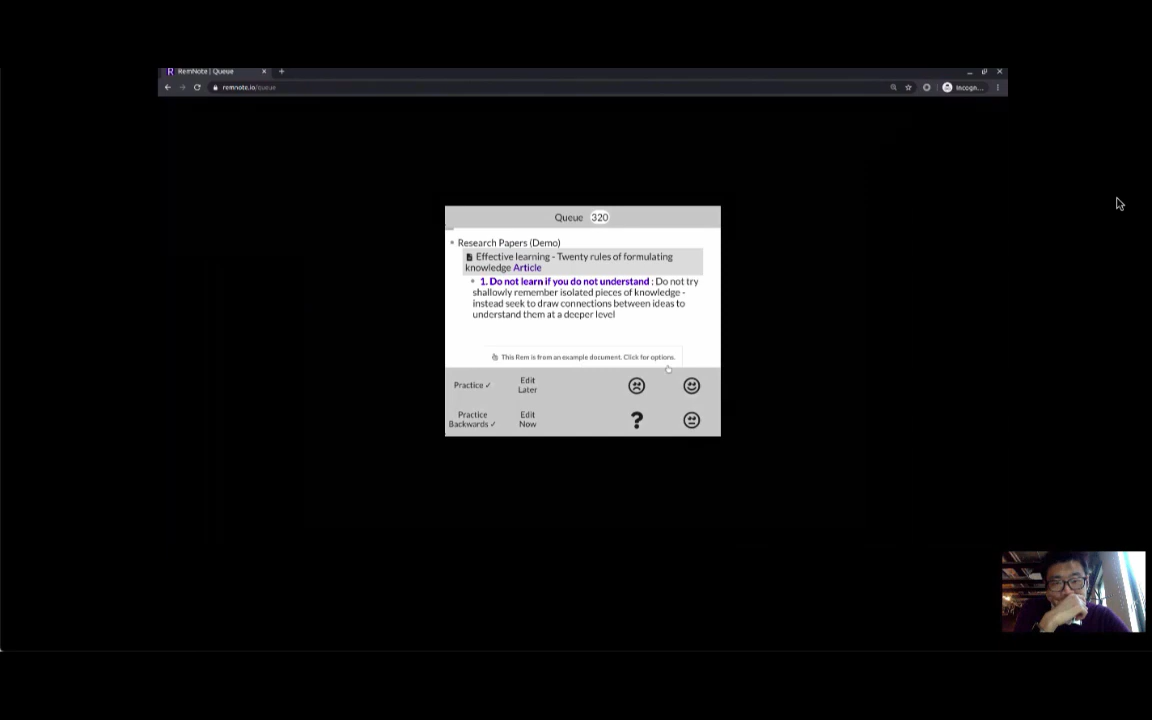 RemNote | Queue
remnote.io/queue
Incogn...
Queue 320
Research Papers (Demo)
Effective learning - Twenty rules of formulating
knowledge Article
1. Do not learn if you do not understand : Do not try
shallowly remember isolated pieces of knowledge -
instead seek to draw connections between ideas to
understand them at a deeper level
This Rem is from an example document. Click for options.
Practice ✓
Edit
Later
Practice
Backwards ✓
Edit
Now
?